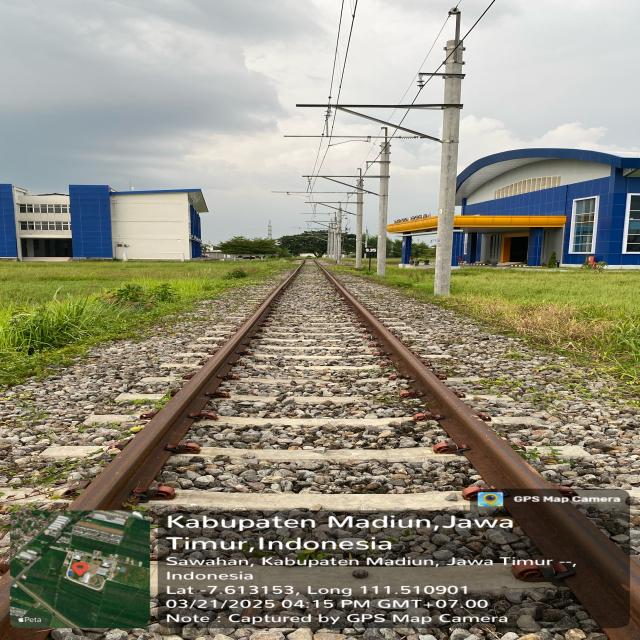 GPS Map Camera
Kabupaten Madiun,Jawa
Timur,Indonesia
Sawahan, Kabupaten Madiun, Jawa Timur --,
Indonesia
Lat -7.613153, Long 111.510901
03/21/2025 04:15 PM GMT+07.00
Note : Captured by GPS Map Camera
Peta